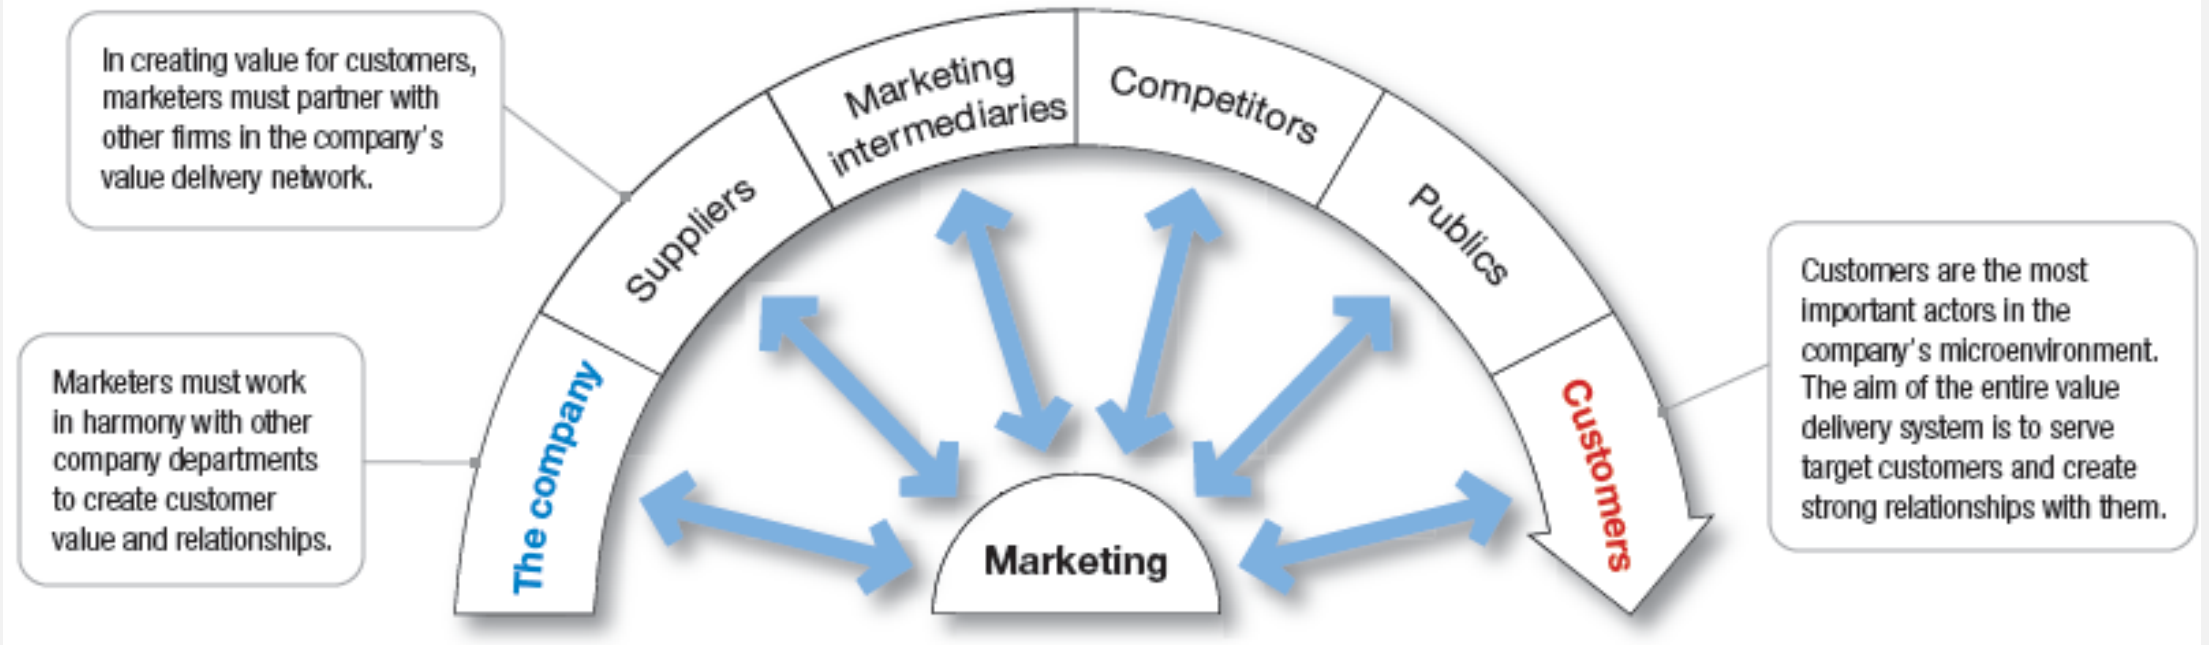 In creating value for customers,
marketers must partner with
other firms in the company's
value delivery network.
Marketers must work
in harmony with other
company departments
to create customer
value and relationships.
The company
Suppliers
Marketing
intermediaries
Competitors
Publics
Customers
Marketing
Customers are the most
important actors in the
company's microenvironment.
The aim of the entire value
delivery system is to serve
target customers and create
strong relationships with them.